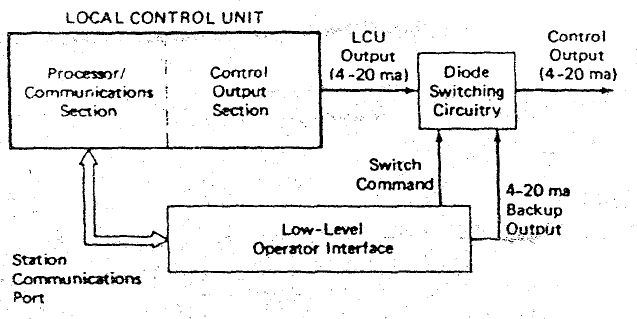 LOCAL CONTROL UNIT
Processor/
Communications
Section
Control
Output
Section
LCU
Output
(4-20 ma)
Diode
Switching
Circuitry
Control
Output
(4-20 ma)
Switch
Command
4-20 ma
Backup
Output
Low-Level
Operator Interface
Station
Communications
Port